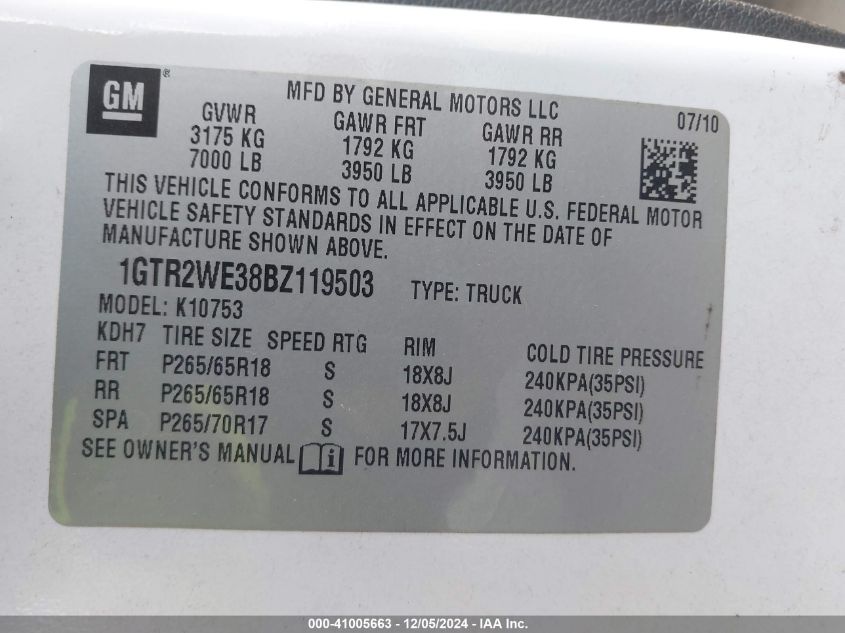 GM ®
MFD BY GENERAL MOTORS LLC
07/10
GVWR GAWR FRT GAWR RR
3175 KG 1792 KG 1792 KG
7000 LB 3950 LB 3950 LB
THIS VEHICLE CONFORMS TO ALL APPLICABLE U.S. FEDERAL MOTOR
VEHICLE SAFETY STANDARDS IN EFFECT ON THE DATE OF
MANUFACTURE SHOWN ABOVE.
1GTR2WE38BZ119503 TYPE: TRUCK
MODEL: K10753
KDH7 TIRE SIZE SPEED RTG RIM COLD TIRE PRESSURE
FRT P265/65R18 S 18X8J 240KPA(35PSI)
RR P265/65R18 S 18X8J 240KPA(35PSI)
SPA P265/70R17 S 17X7.5J 240KPA(35PSI)
SEE OWNER'S MANUAL i FOR MORE INFORMATION.
000-41005663 - 12/05/2024 - IAA Inc.